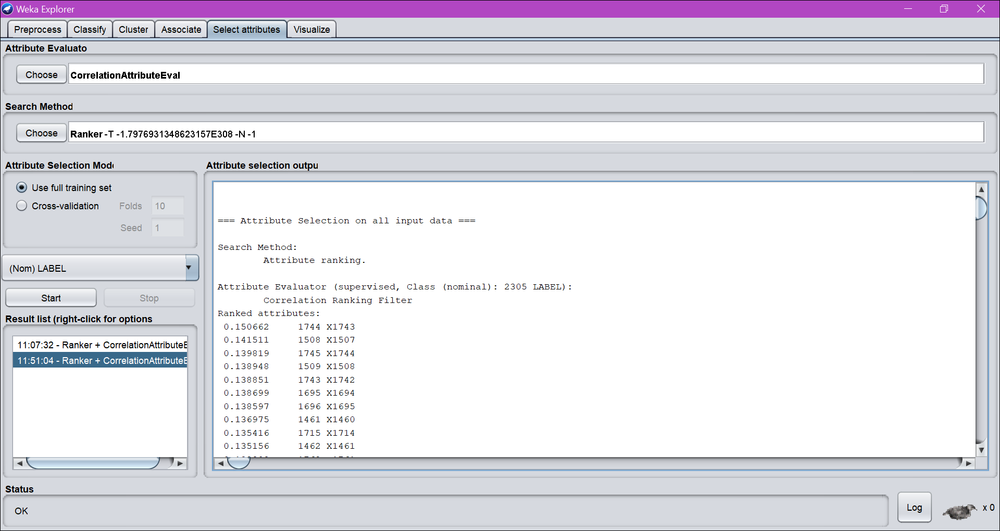 Weka Explorer
Preprocess Classify Cluster Associate Select attributes Visualize
Attribute Evaluato
Choose CorrelationAttributeEval
Search Method
Choose Ranker -T -1.7976931348623157E308 -N -1
Attribute Selection Mod
Use full training set
Cross-validation Folds 10
Seed 1
(Nom) LABEL
Start Stop
Result list (right-click for options
11:07:32 - Ranker + CorrelationAttributeE
11:51:04 - Ranker + CorrelationAttributeE
Attribute selection outpu
=== Attribute Selection on all input data ===
Search Method:
Attribute ranking.
Attribute Evaluator (supervised, Class (nominal): 2305 LABEL):
Correlation Ranking Filter
Ranked attributes:
0.150662 1744 X1743
0.141511 1508 X1507
0.139819 1745 X1744
0.138948 1509 X1508
0.138851 1743 X1742
0.138699 1695 X1694
0.138597 1696 X1695
0.136975 1461 X1460
0.135416 1715 X1714
0.135156 1462 X1461
Status
OK
Log x 0